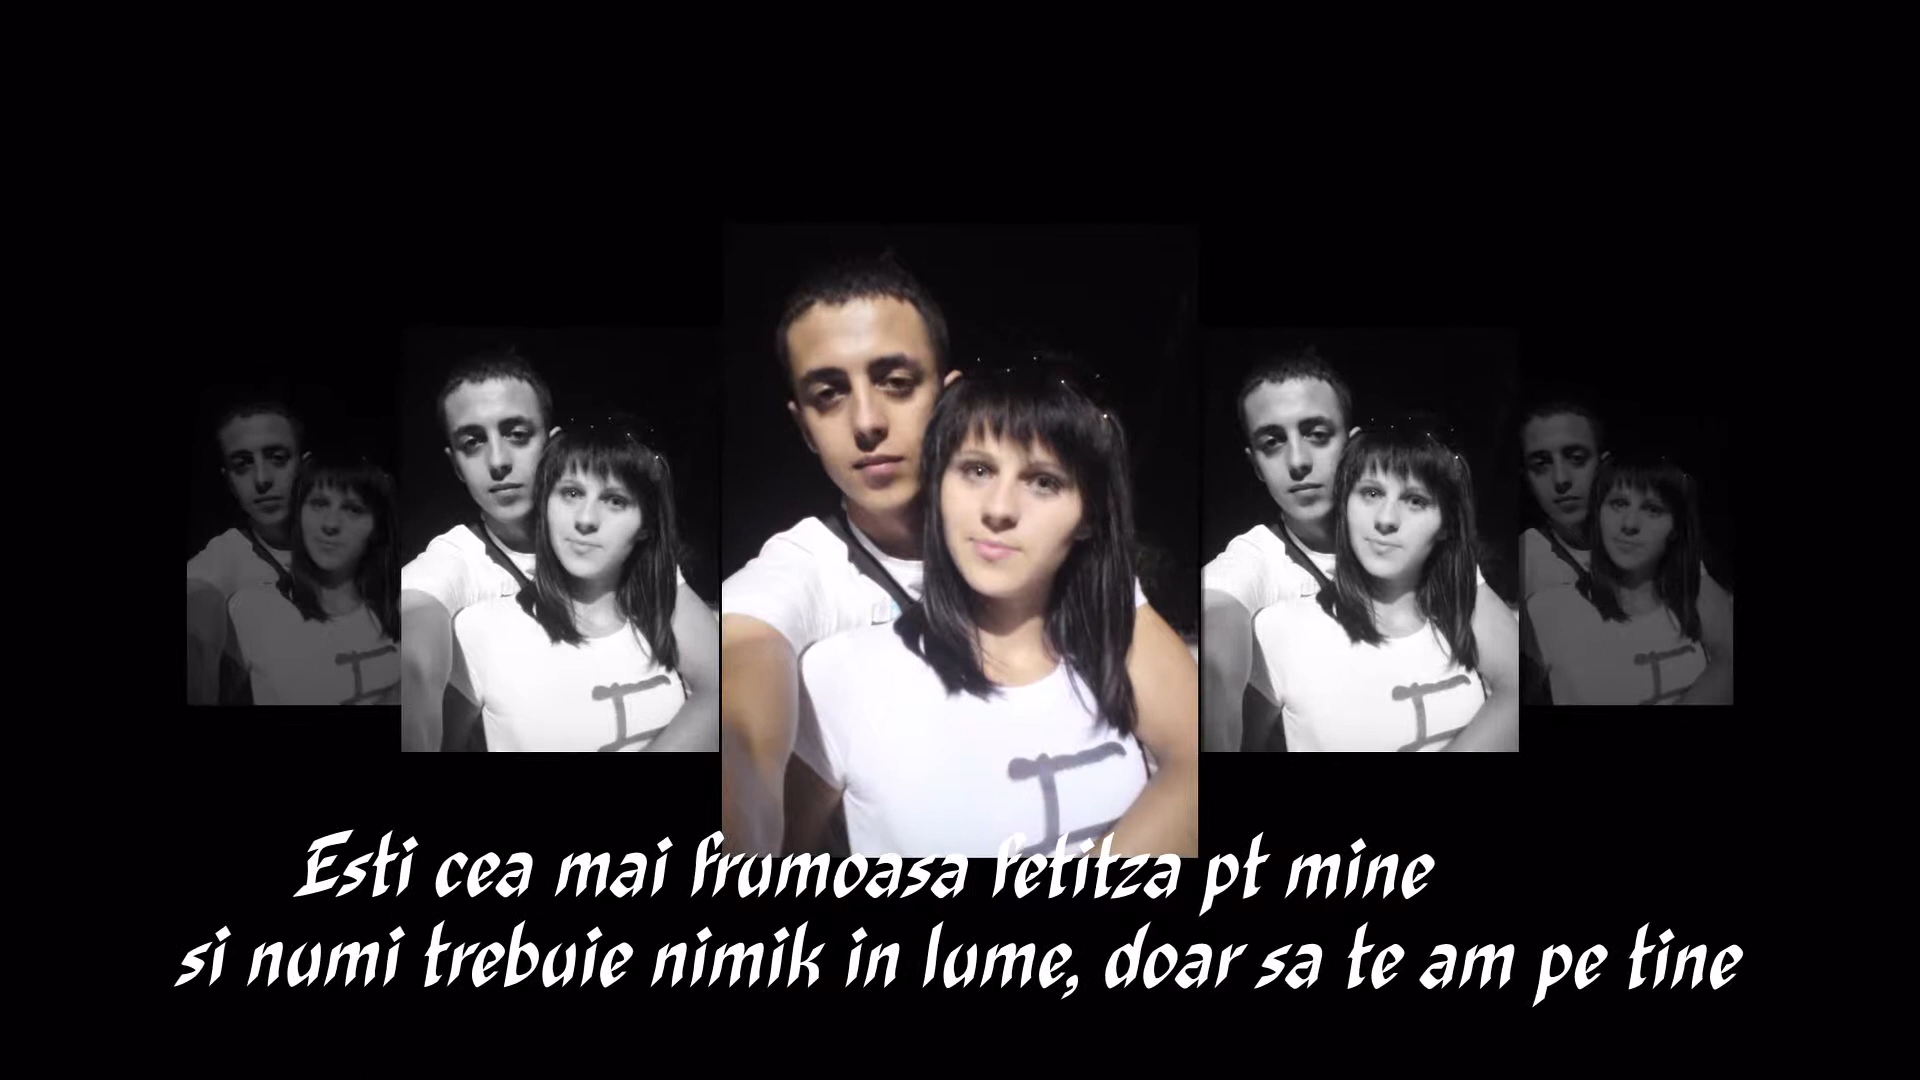 Esti cea mai frumoasa fetitza pt mine
si numi trebuie nimik in lume, doar sa te am pe tine